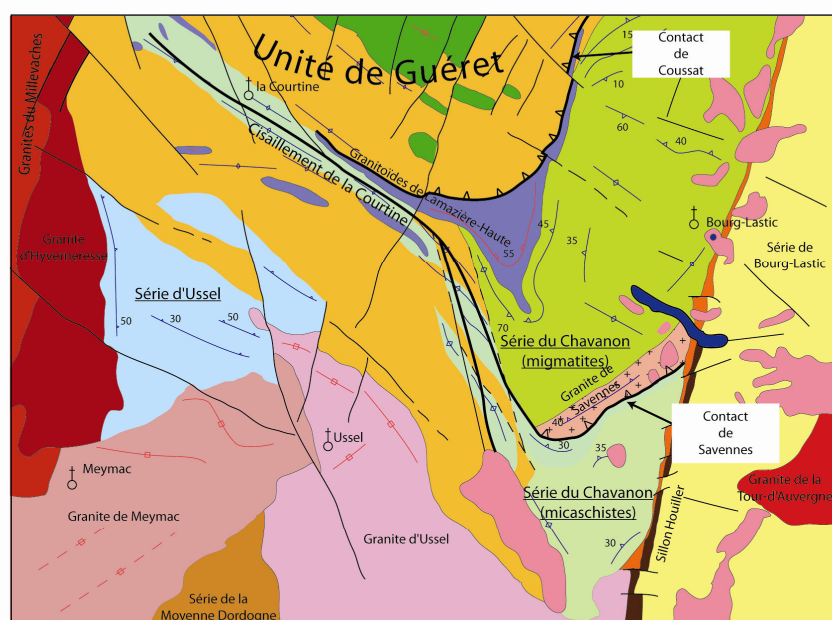 Unité de Guéret
Contact
de
Coussat
Granites du Millevaches
la Courtine
Cisaillement de la Courtine
Granitoïdes de Lamazière-Haute
15
10
60
40
45
35
55
70
Bourg-Lastic
Série de
Bourg-Lastic
Granite
d'Hyverneresse
Série d'Ussel
50
30
50
Série du Chavanon
(migmatites)
Granite de
Savennes
40
30
35
Contact
de
Savennes
Ussel
Meymac
Granite de Meymac
Granite d'Ussel
Série du Chavanon
(micaschistes)
30
Sillon Houiller
Granite de la
Tour-d'Auvergne
Série de la
Moyenne Dordogne